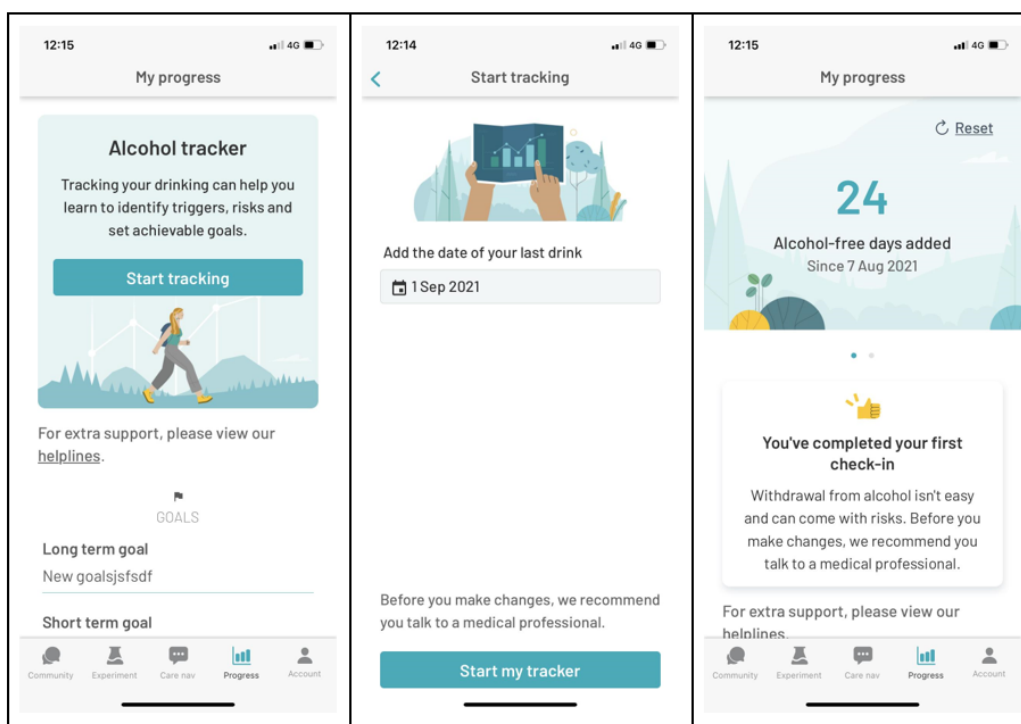 12:15
4G
My progress
Alcohol tracker
Tracking your drinking can help you
learn to identify triggers, risks and
set achievable goals.
Start tracking
For extra support, please view our
helplines.
GOALS
Long term goal
New goalsjsfsdf
Short term goal
Community Experiment Care nav Progress Account
12:14
4G
Start tracking
Add the date of your last drink
1 Sep 2021
Before you make changes, we recommend
you talk to a medical professional.
Start my tracker
12:15
4G
My progress
Reset
24
Alcohol-free days added
Since 7 Aug 2021
You've completed your first
check-in
Withdrawal from alcohol isn't easy
and can come with risks. Before you
make changes, we recommend you
talk to a medical professional.
For extra support, please view our
helplines.
Community Experiment Care nav Progress Account